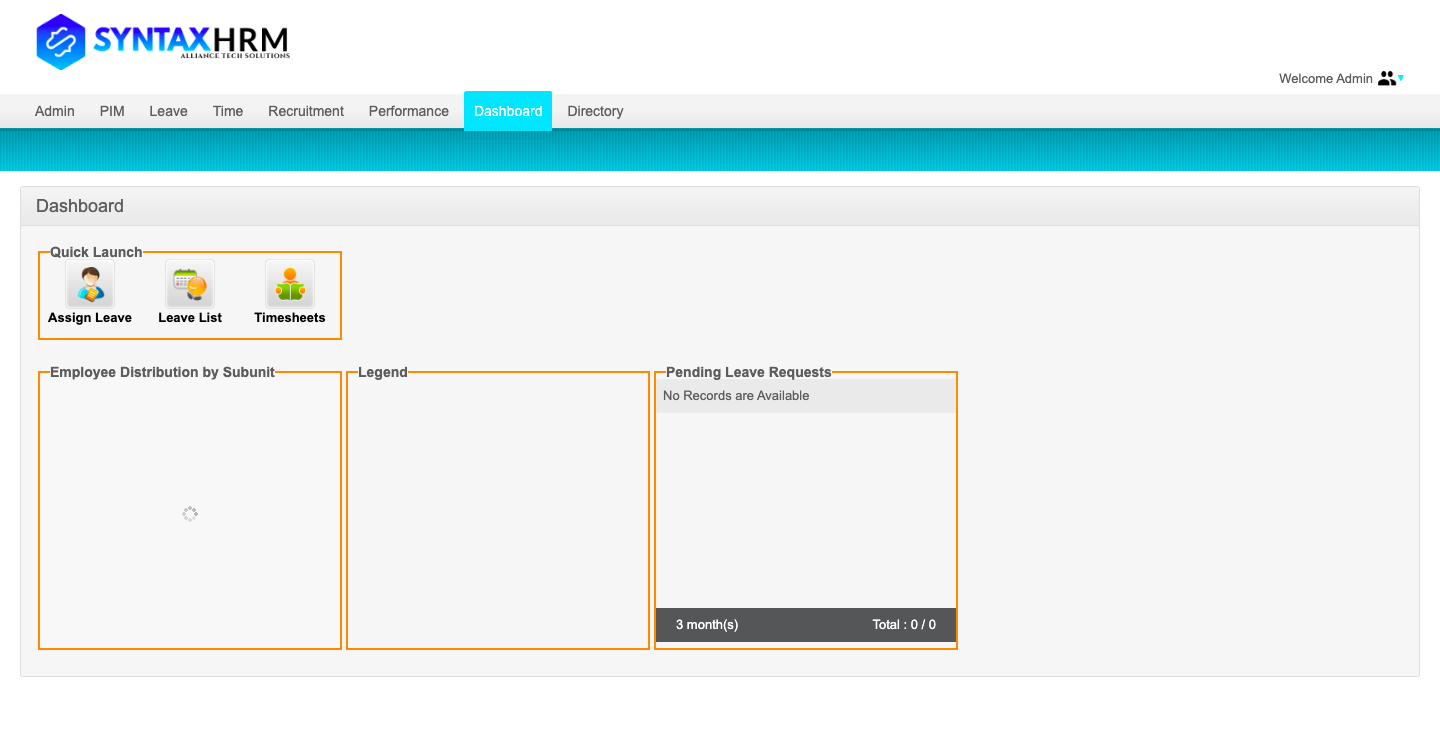 SYNTAXHRM
ALLIANCE TECH SOLUTIONS
Welcome Admin
Admin PIM Leave Time Recruitment Performance Dashboard Directory
Dashboard
Quick Launch
Assign Leave Leave List Timesheets
Employee Distribution by Subunit Legend Pending Leave Requests
No Records are Available
3 month(s) Total : 0 / 0